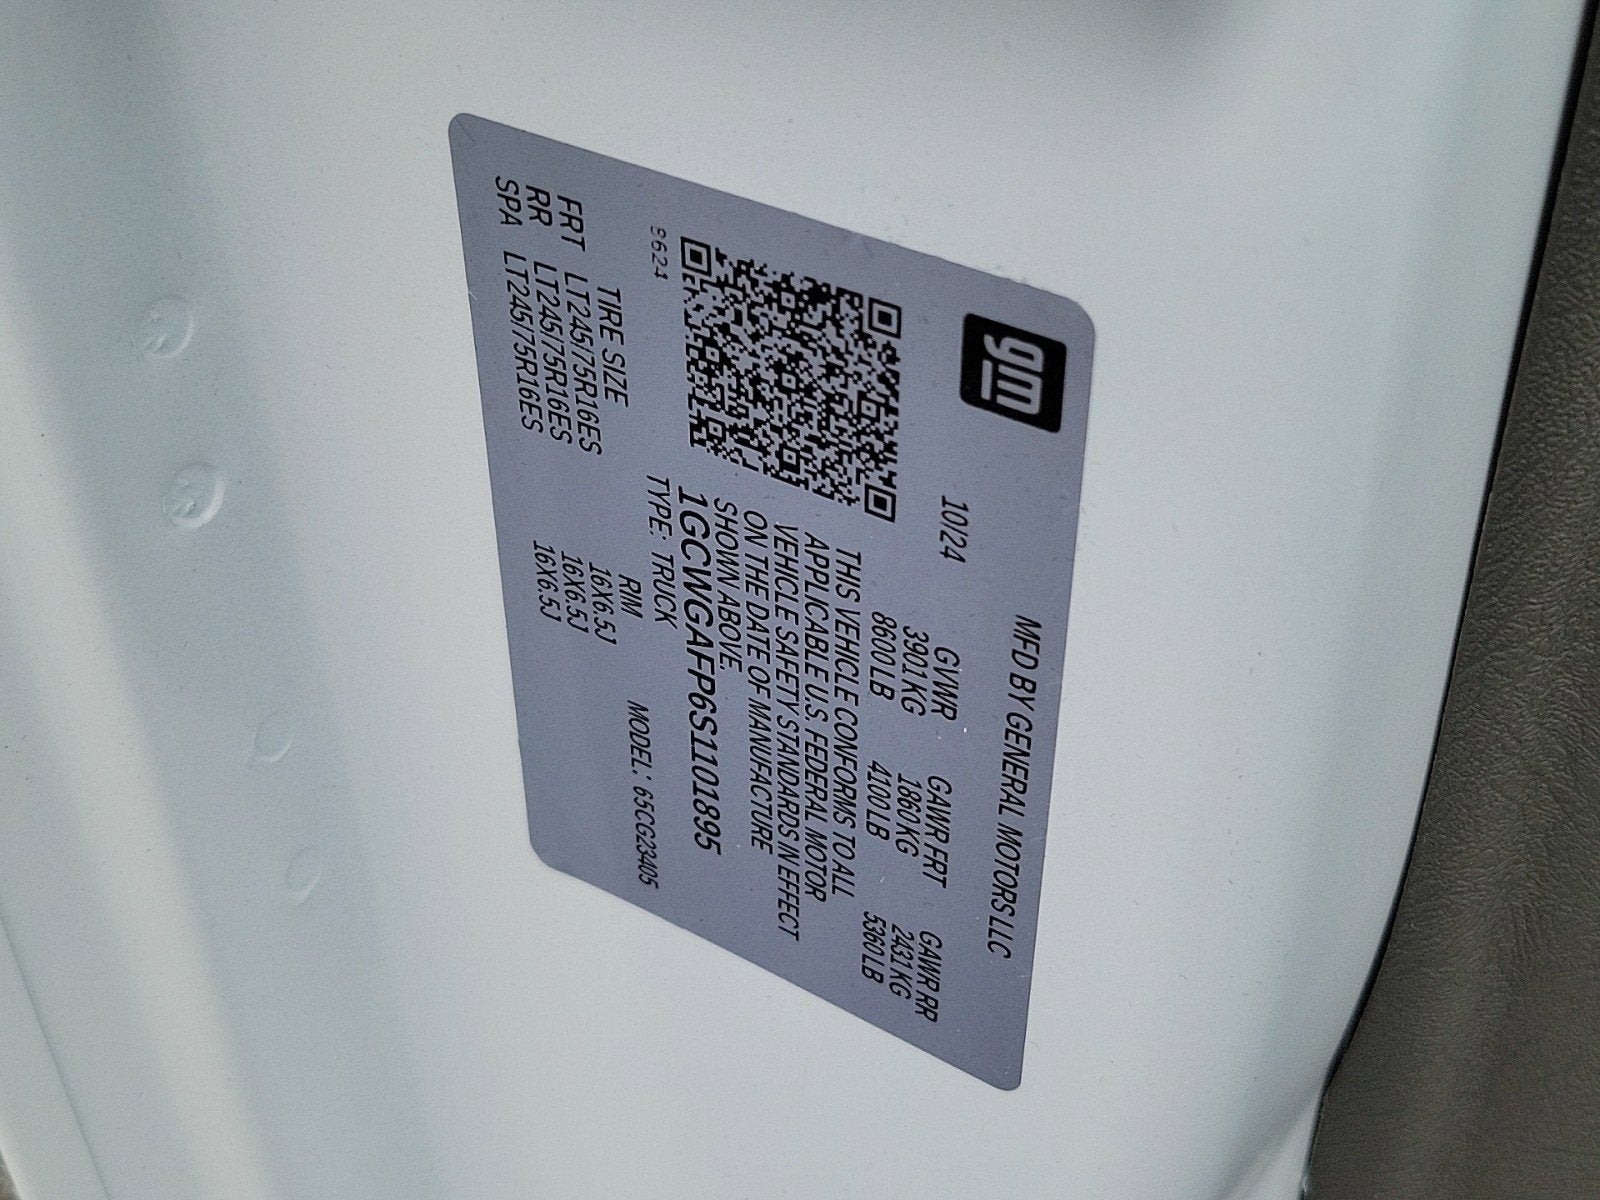 gm
MFD BY GENERAL MOTORS LLC
10/24
GVWR GAWR FRT GAWR RR
3901 KG 1860 KG 2431 KG
8600 LB 4100 LB 5360 LB
THIS VEHICLE CONFORMS TO ALL
APPLICABLE U.S. FEDERAL MOTOR
VEHICLE SAFETY STANDARDS IN EFFECT
ON THE DATE OF MANUFACTURE
SHOWN ABOVE.
1GCWGAFP6S1101895
8624
TYPE: TRUCK MODEL: 65CG23405
TIRE SIZE RIM
FRT LT245/75R16ES 16X6.5J
RR LT245/75R16ES 16X6.5J
SPA LT245/75R16ES 16X6.5J